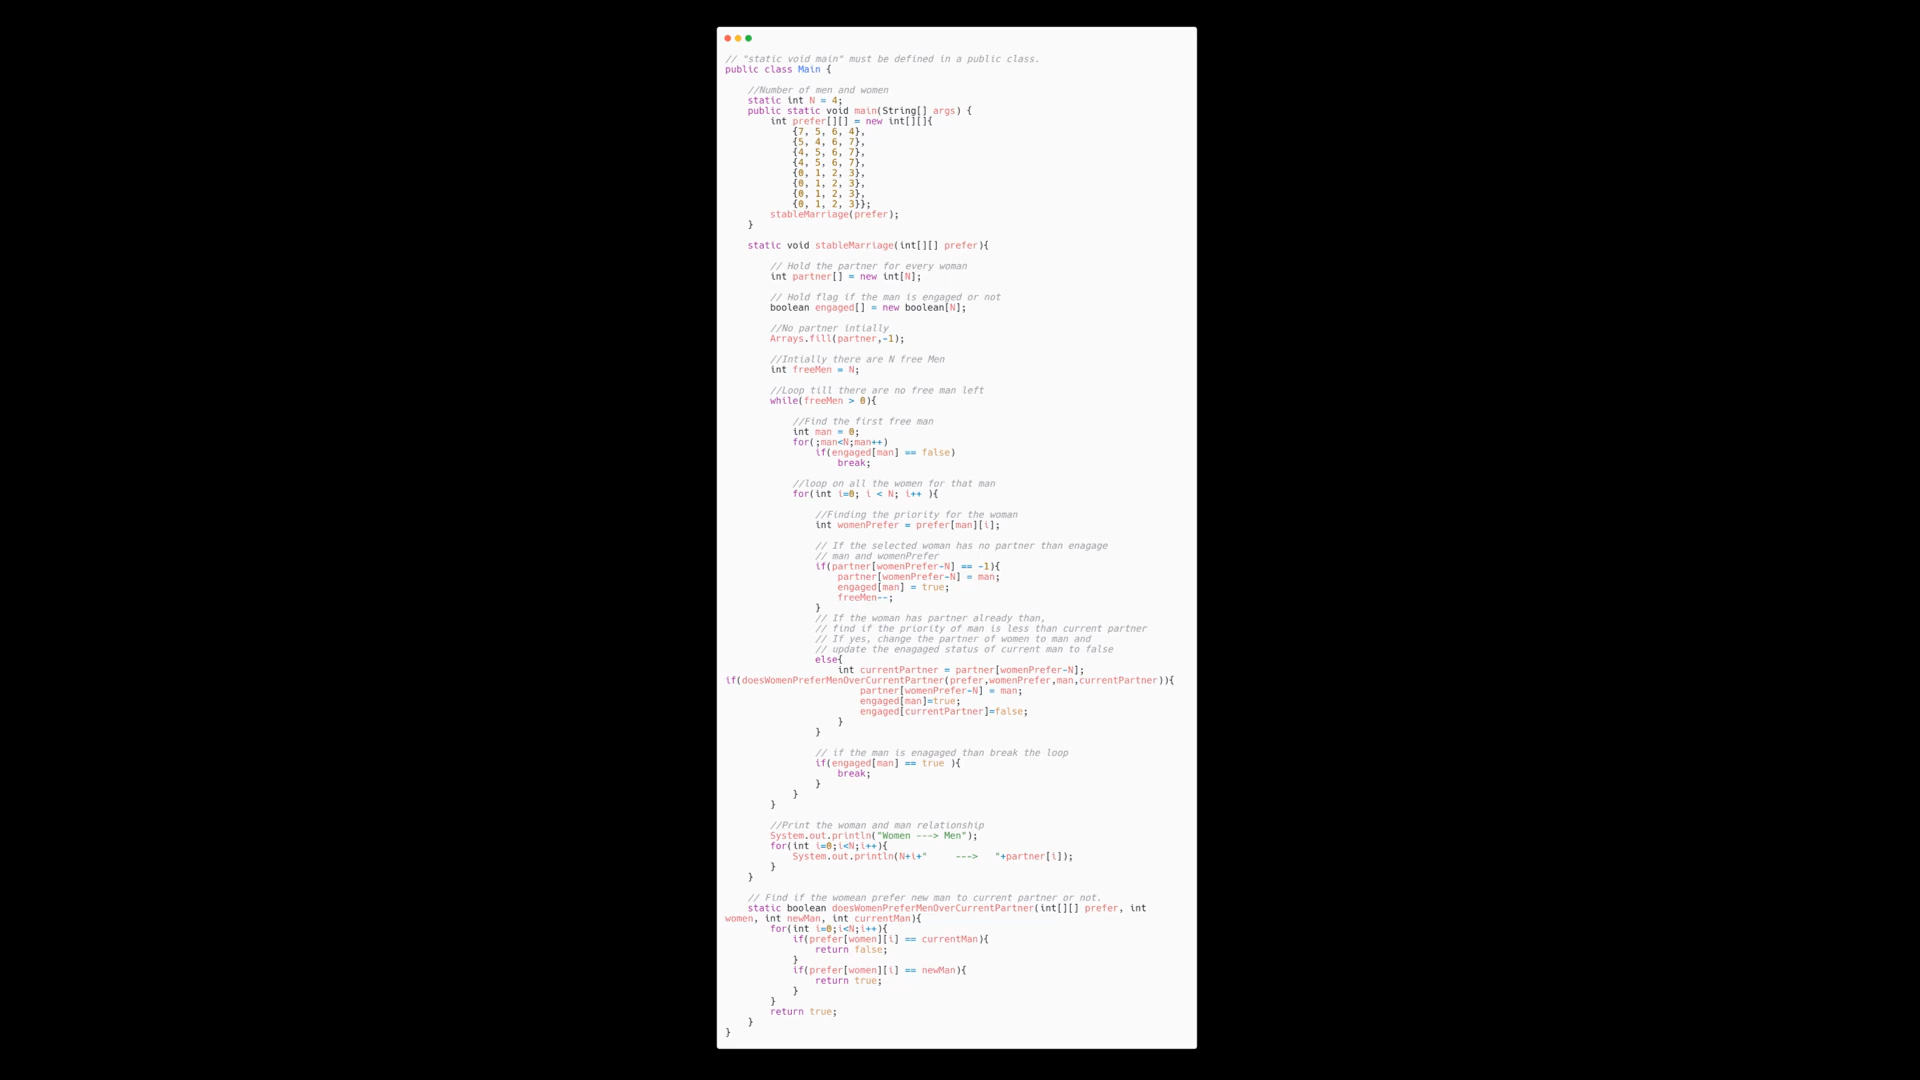 // "static void main" must be defined in a public class.
public class Main {
//Number of men and women
static int N = 4;
public static void main(String[] args) {
int prefer[][] = new int[][]{
{7, 5, 6, 4},
{5, 4, 6, 7},
{4, 5, 6, 7},
{4, 5, 6, 7},
{0, 1, 2, 3},
{0, 1, 2, 3},
{0, 1, 2, 3},
{0, 1, 2, 3}};
stableMarriage(prefer);
}
static void stableMarriage(int[][] prefer){
// Hold the partner for every woman
int partner[] = new int[N];
// Hold flag if the man is engaged or not
boolean engaged[] = new boolean[N];
//No partner intially
Arrays.fill(partner,-1);
//Intially there are N free Men
int freeMen = N;
//Loop till there are no free man left
while(freeMen > 0){
//Find the first free man
int man = 0;
for(;man<N;man++)
if(engaged[man] == false)
break;
//loop on all the women for that man
for(int i=0; i < N; i++ ){
//Finding the priority for the woman
int womenPrefer = prefer[man][i];
// If the selected woman has no partner than enagage
// man and womenPrefer
if(partner[womenPrefer-N] == -1){
partner[womenPrefer-N] = man;
engaged[man] = true;
freeMen--;
}
// If the woman has partner already than,
// find if the priority of man is less than current partner
// If yes, change the partner of women to man and
// update the enagaged status of current man to false
else{
int currentPartner = partner[womenPrefer-N];
if(doesWomenPreferMenOverCurrentPartner(prefer,womenPrefer,man,currentPartner)){
partner[womenPrefer-N] = man;
engaged[man]=true;
engaged[currentPartner]=false;
}
}
// if the man is enagaged than break the loop
if(engaged[man] == true ){
break;
}
}
}
//Print the woman and man relationship
System.out.println("Women ---> Men");
for(int i=0;i<N;i++){
System.out.println(N+i+"     --->   "+partner[i]);
}
}
// Find if the womean prefer new man to current partner or not.
static boolean doesWomenPreferMenOverCurrentPartner(int[][] prefer, int
women, int newMan, int currentMan){
for(int i=0;i<N;i++){
if(prefer[women][i] == currentMan){
return false;
}
if(prefer[women][i] == newMan){
return true;
}
}
return true;
}
}